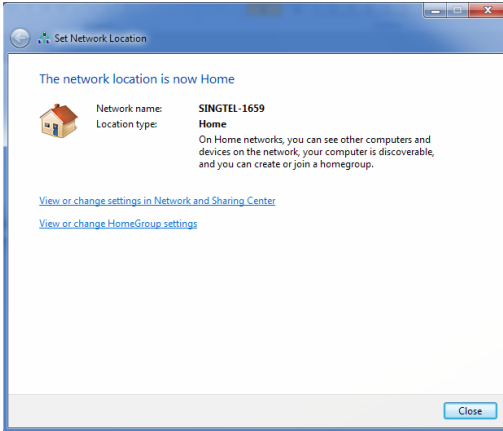 Set Network Location
The network location is now Home
Network name: SINGTEL-1659
Location type: Home
On Home networks, you can see other computers and
devices on the network, your computer is discoverable,
and you can create or join a homegroup.
View or change settings in Network and Sharing Center
View or change HomeGroup settings
Close